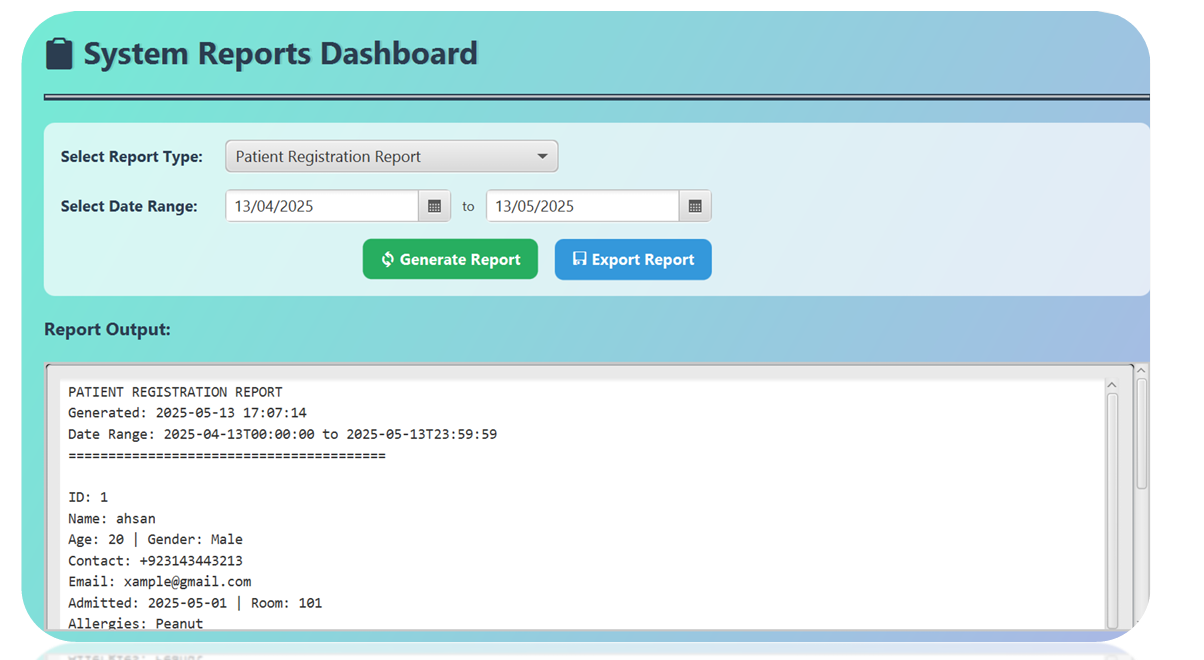 System Reports Dashboard
Select Report Type: Patient Registration Report
Select Date Range: 13/04/2025 to 13/05/2025
Generate Report Export Report
Report Output:
PATIENT REGISTRATION REPORT
Generated: 2025-05-13 17:07:14
Date Range: 2025-04-13T00:00:00 to 2025-05-13T23:59:59
========================================
ID: 1
Name: ahsan
Age: 20 | Gender: Male
Contact: +923143443213
Email: xample@gmail.com
Admitted: 2025-05-01 | Room: 101
Allergies: Peanut